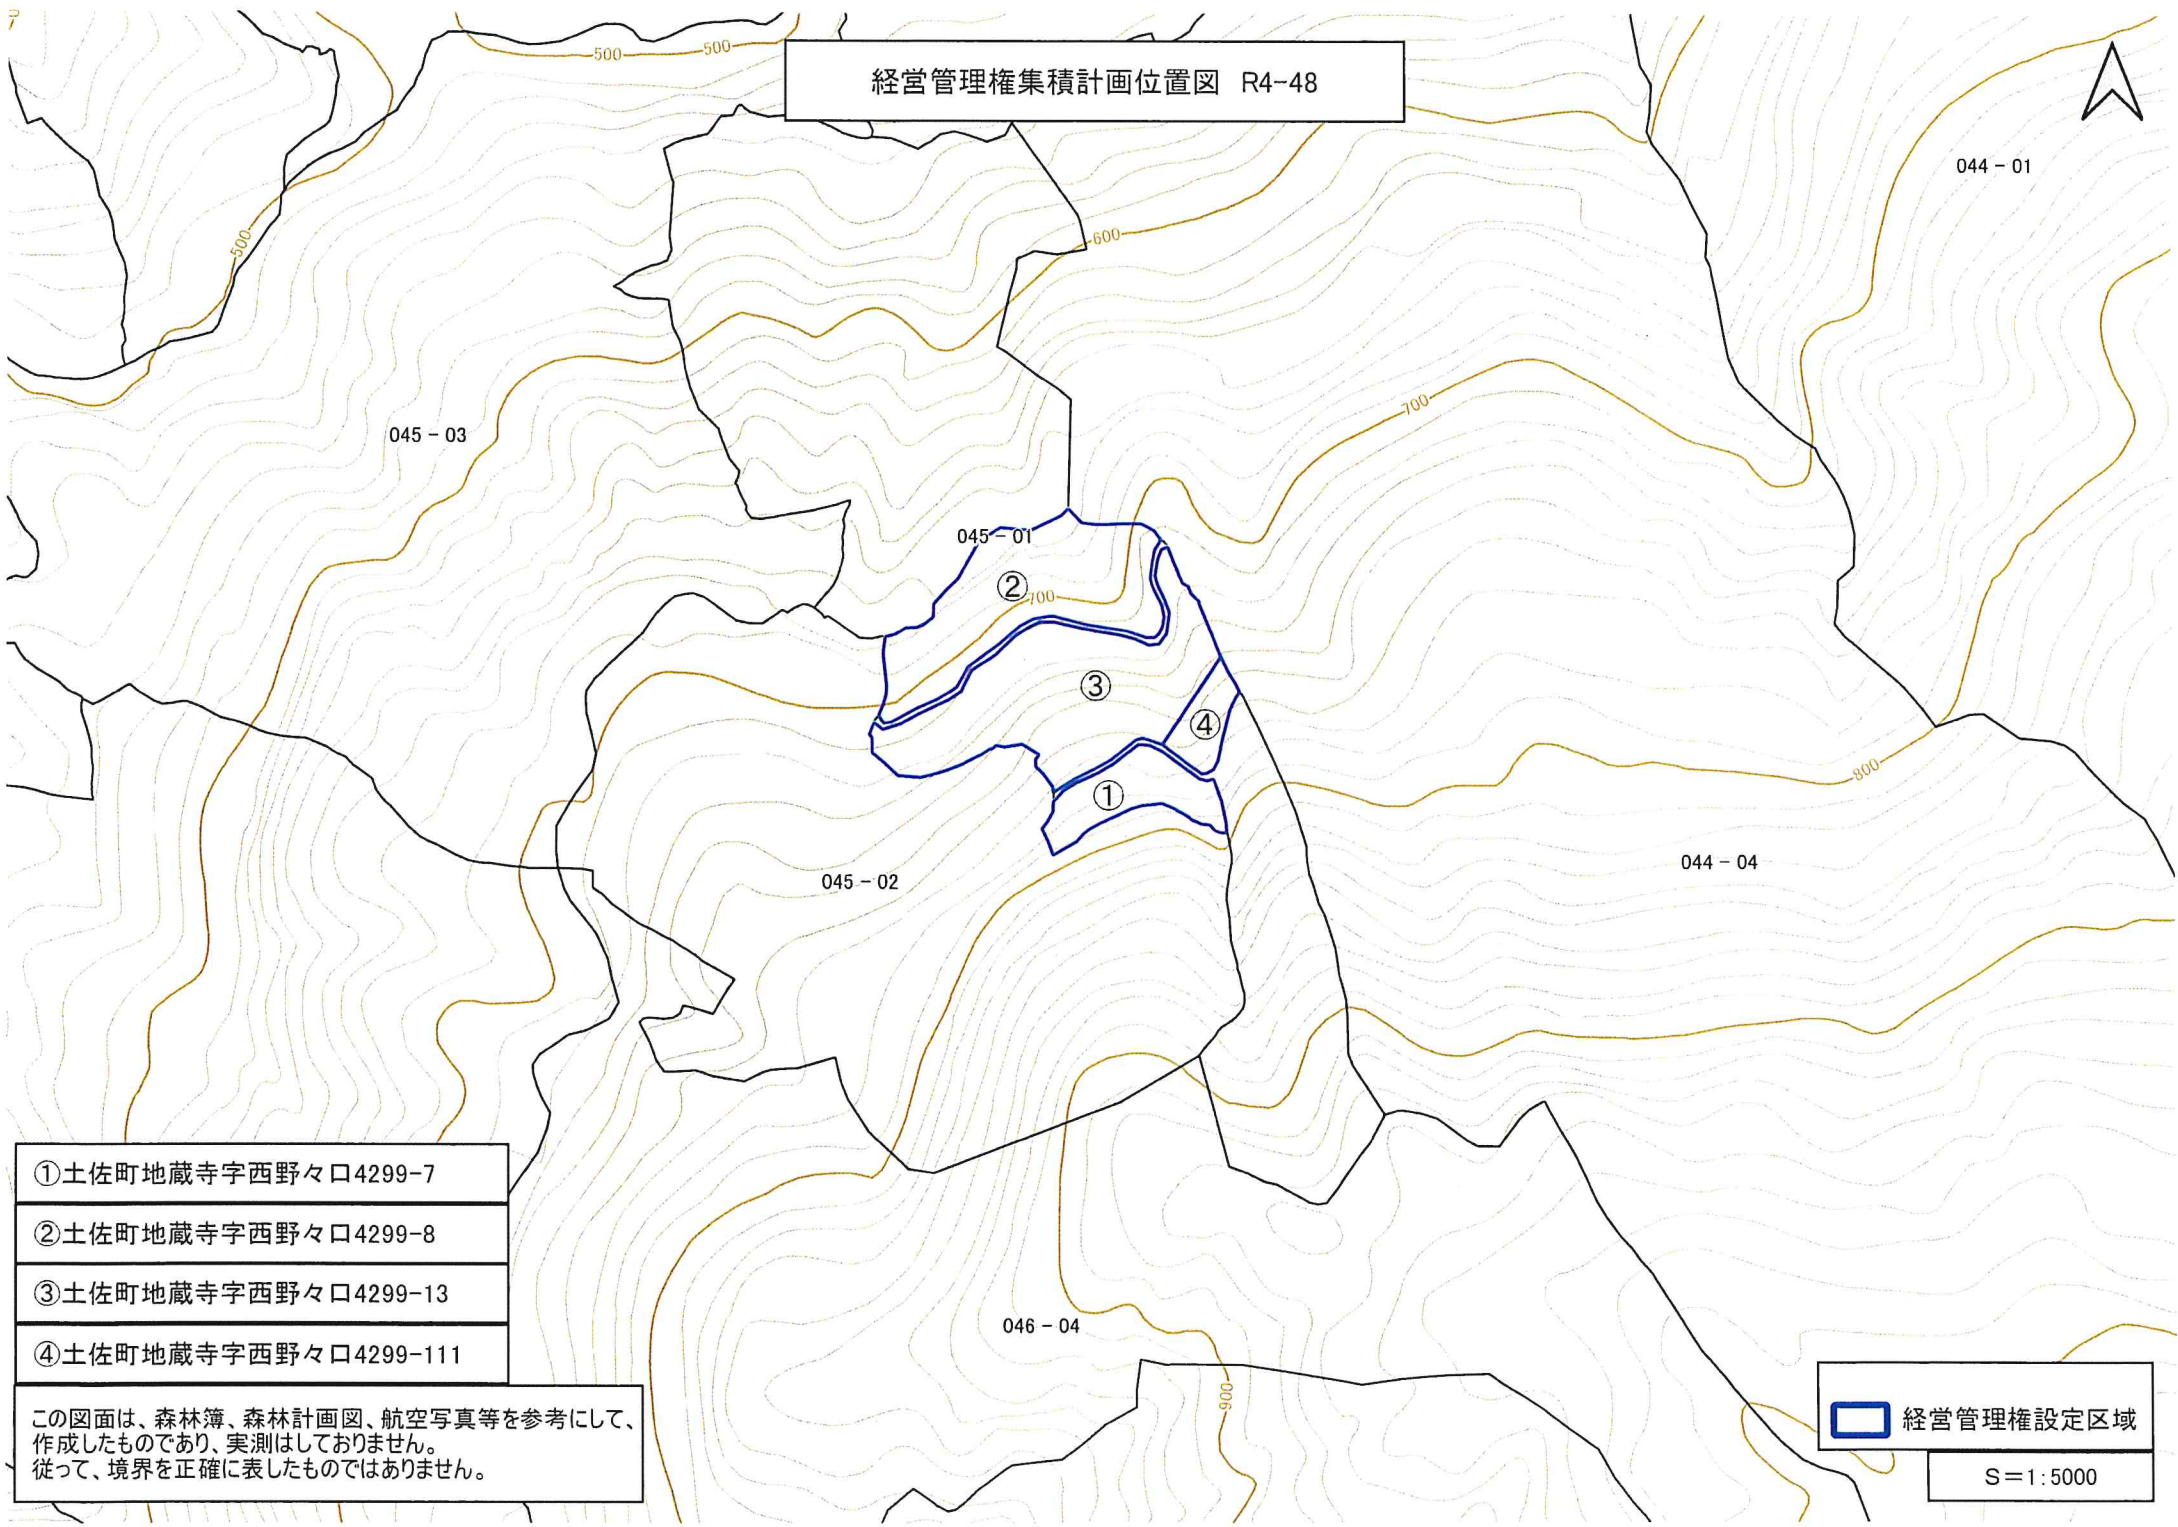 経営管理権集積計画位置図 R4-48
500
500
500
044-01
600
700
045-03
045-01
②
700
③
④
①
800
045-02
044-04
046-04
900
①土佐町地蔵寺字西野々口4299-7
②土佐町地蔵寺字西野々口4299-8
③土佐町地蔵寺字西野々口4299-13
④土佐町地蔵寺字西野々口4299-111
この図面は、森林簿、森林計画図、航空写真等を参考にして、
作成したものであり、実測はしておりません。
従って、境界を正確に表したものではありません。
経営管理権設定区域
S=1:5000